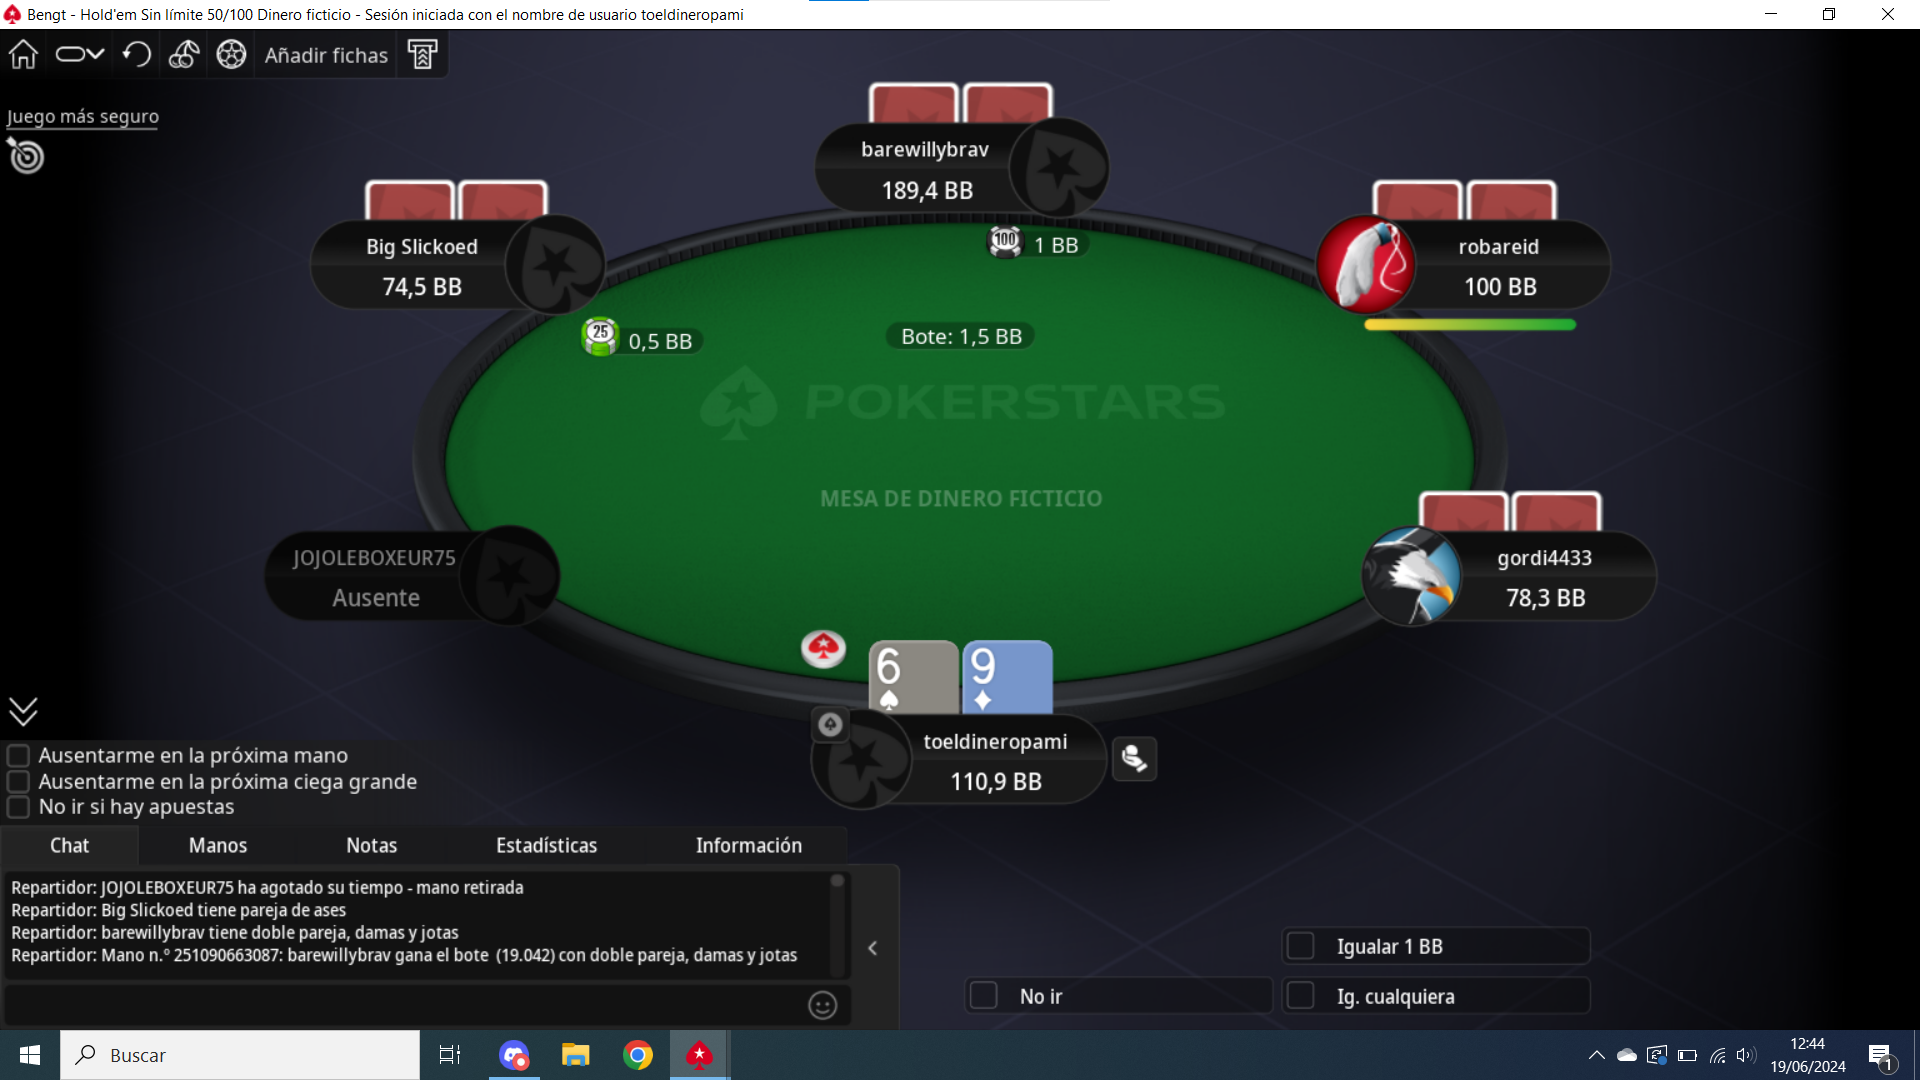 Bengt - Hold'em Sin límite 50/100 Dinero ficticio - Sesión iniciada con el nombre de usuario toeldineropami
Añadir fichas
Juego más seguro
barewillybrav
189,4 BB
Big Slickoed
74,5 BB
robareid
100 BB
100
1 BB
25
0,5 BB
Bote: 1,5 BB
POKERSTARS
MESA DE DINERO FICTICIO
JOJOLEBOXEUR75
Ausente
gordi4433
78,3 BB
6
9
toeldineropami
110,9 BB
Ausentarme en la próxima mano
Ausentarme en la próxima ciega grande
No ir si hay apuestas
Chat Manos Notas Estadísticas Información
Repartidor: JOJOLEBOXEUR75 ha agotado su tiempo - mano retirada
Repartidor: Big Slickoed tiene pareja de ases
Repartidor: barewillybrav tiene doble pareja, damas y jotas
Repartidor: Mano n.º 251090663087: barewillybrav gana el bote (19.042) con doble pareja, damas y jotas
Igualar 1 BB
No ir
Ig. cualquiera
Buscar
12:44
19/06/2024
1